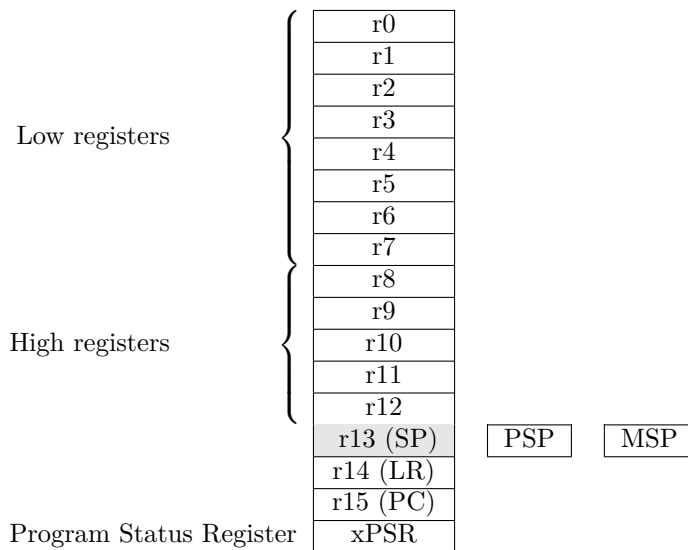 r0
r1
r2
Low registers r3
r4
r5
r6
r7
r8
r9
High registers r10
r11
r12
r13 (SP) PSP MSP
r14 (LR)
r15 (PC)
Program Status Register xPSR